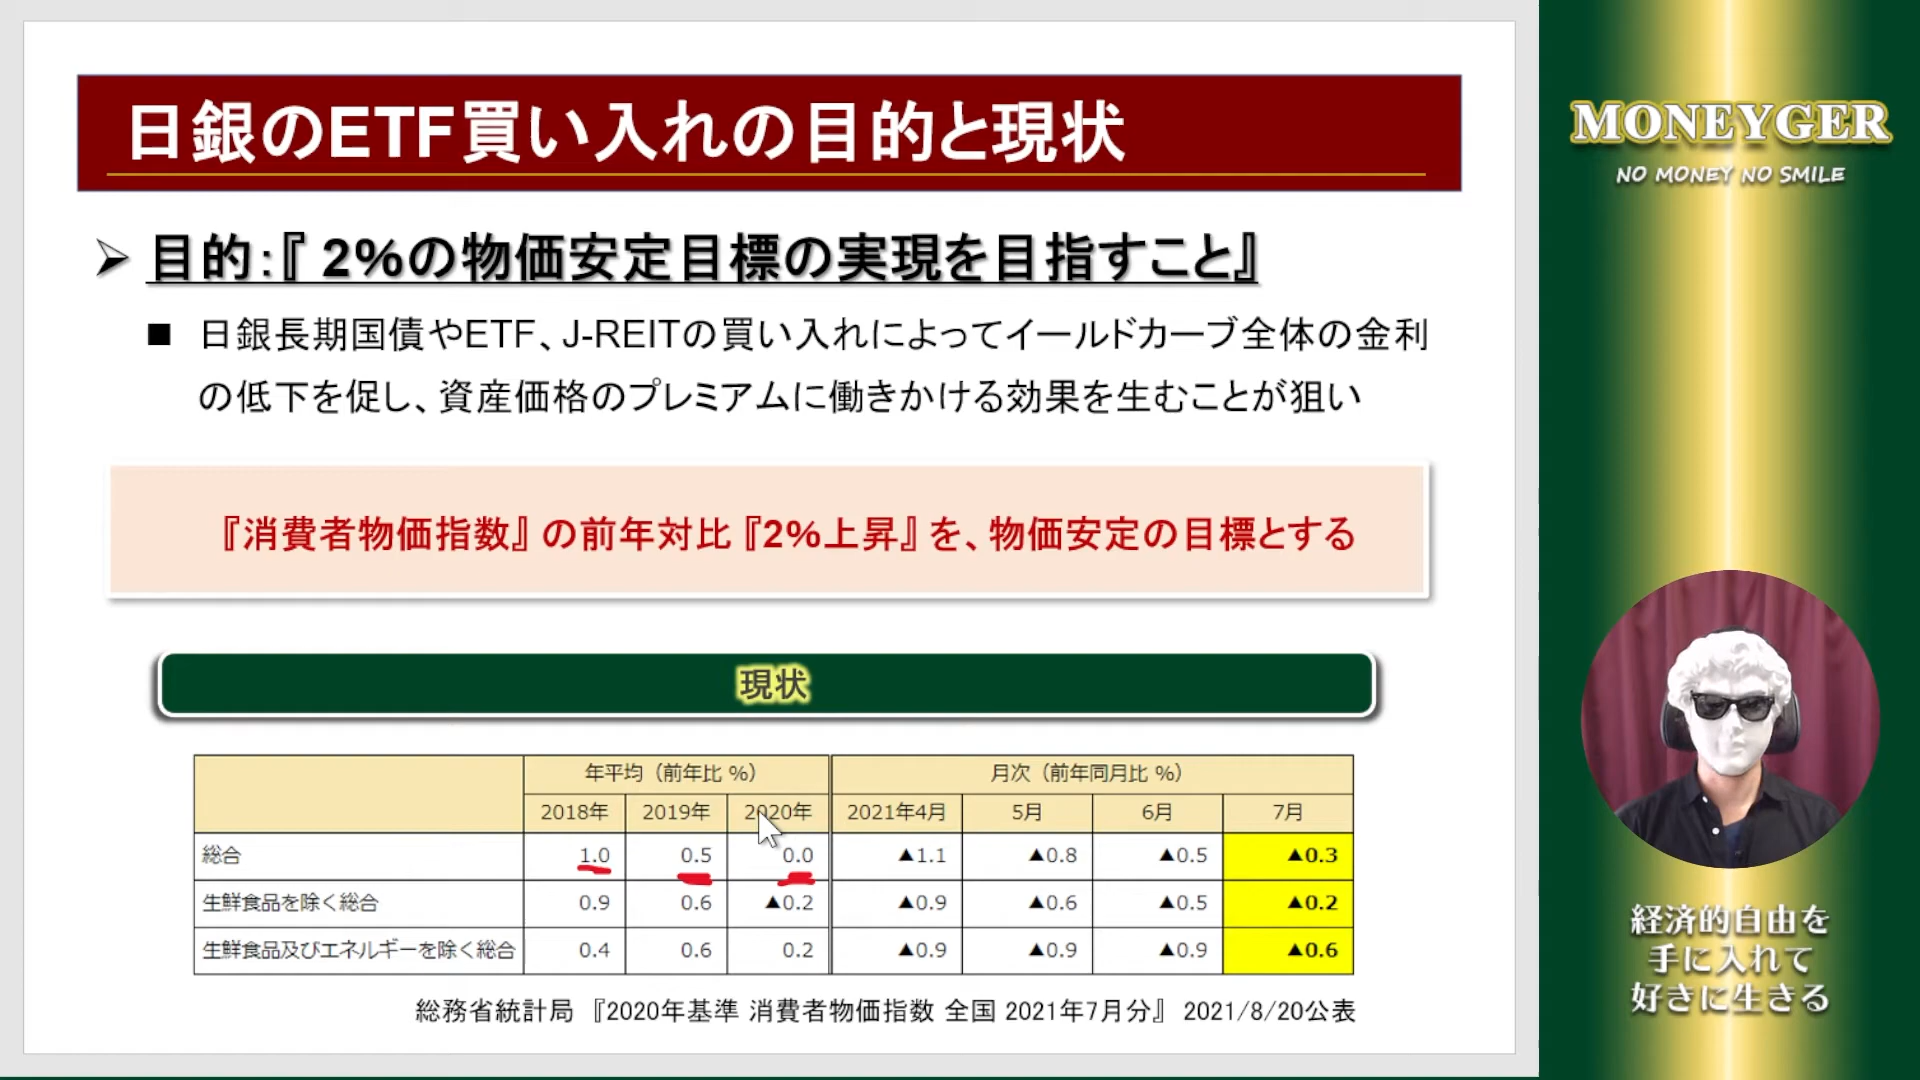 日銀のETF買い入れの目的と現状
➢ 目的：『 2%の物価安定目標の実現を目指すこと』
■ 日銀長期国債やETF、J-REITの買い入れによってイールドカーブ全体の金利
の低下を促し、資産価格のプレミアムに働きかける効果を生むことが狙い
『消費者物価指数』の前年対比『2%上昇』を、物価安定の目標とする
現状
年平均（前年比 %） 月次（前年同月比 %）
2018年 2019年 2020年 2021年4月 5月 6月 7月
総合 1.0 0.5 0.0 ▲1.1 ▲0.8 ▲0.5 ▲0.3
生鮮食品を除く総合 0.9 0.6 ▲0.2 ▲0.9 ▲0.6 ▲0.5 ▲0.2
生鮮食品及びエネルギーを除く総合 0.4 0.6 0.2 ▲0.9 ▲0.9 ▲0.9 ▲0.6
総務省統計局 『2020年基準 消費者物価指数 全国 2021年7月分』 2021/8/20公表
MONEYGER
NO MONEY NO SMILE
経済的自由を
手に入れて
好きに生きる